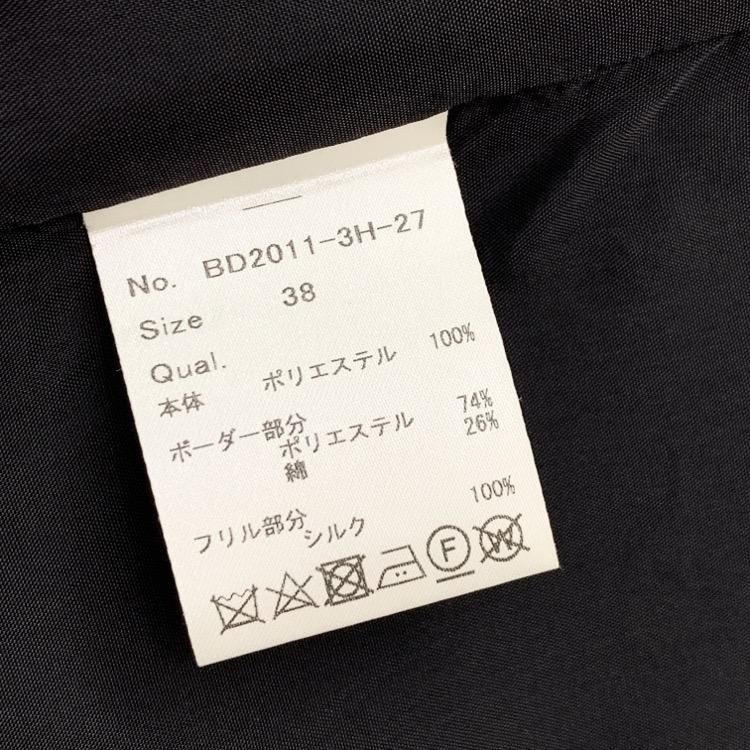 No. BD2011-3H-27
Size 38
Qual.
本体 ポリエステル 100%
ボーダー部分
ポリエステル 74%
綿 26%
フリル部分
シルク 100%
F W